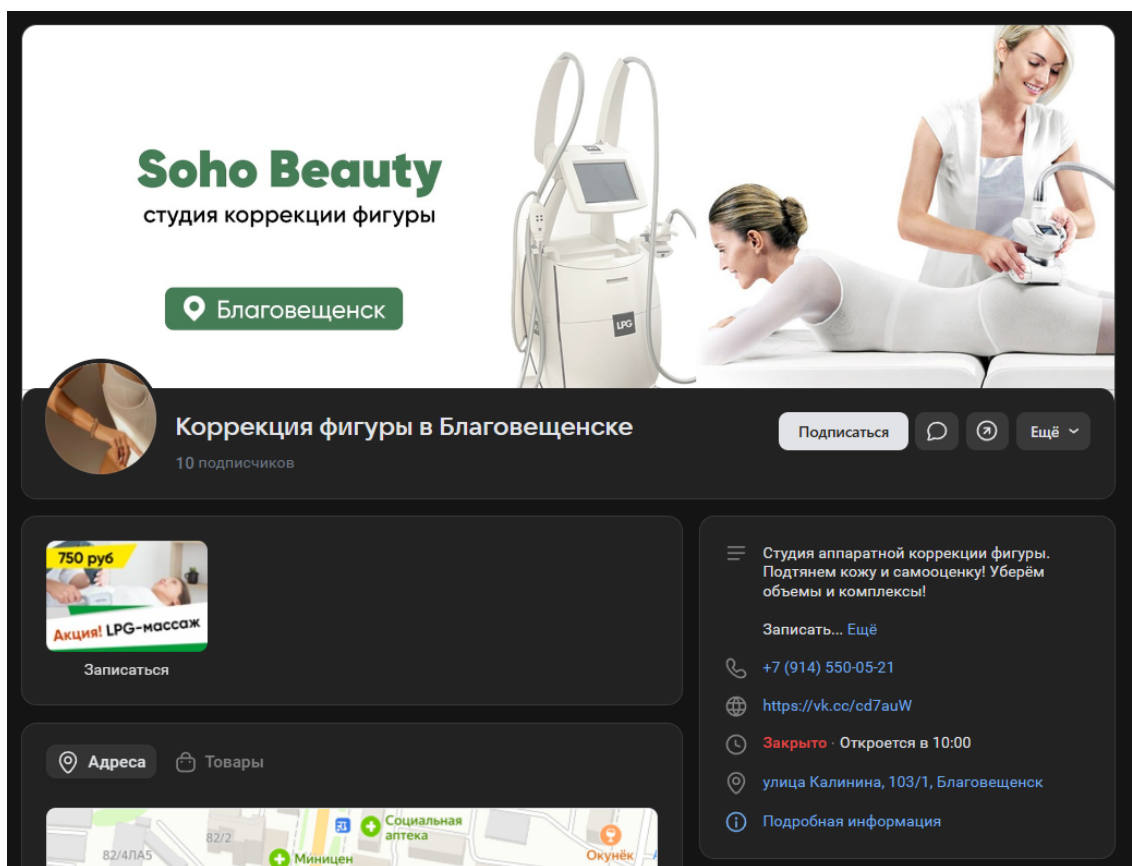 Soho Beauty
студия коррекции фигуры
Благовещенск
LPG
Коррекция фигуры в Благовещенске
10 подписчиков
Подписаться
Ещё
750 руб
Акция! LPG-массаж
Записаться
Студия аппаратной коррекции фигуры.
Подтянем кожу и самооценку! Уберём
объемы и комплексы!
Записать... Ещё
+7 (914) 550-05-21
https://vk.cc/cd7auW
Закрыто · Откроется в 10:00
улица Калинина, 103/1, Благовещенск
Подробная информация
Адреса
Товары
Социальная
аптека
82/2
82/4ЛА5
Миницен
Окунёк